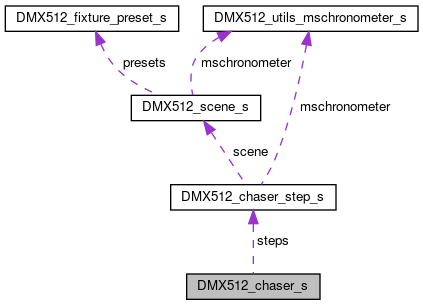 DMX512_fixture_preset_s
DMX512_utils_mschronometer_s
presets
mschronometer
DMX512_scene_s
mschronometer
scene
DMX512_chaser_step_s
steps
DMX512_chaser_s